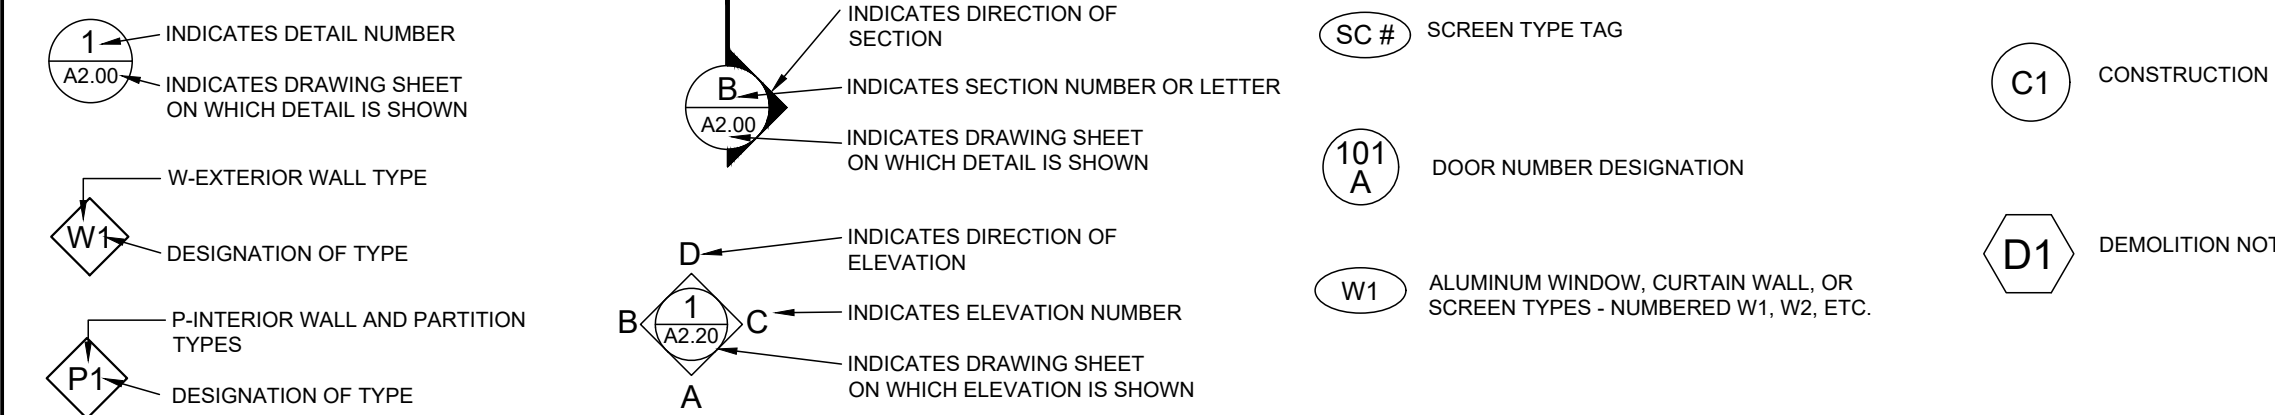 1
A2.00
INDICATES DETAIL NUMBER
INDICATES DRAWING SHEET
ON WHICH DETAIL IS SHOWN
W-EXTERIOR WALL TYPE
W1
DESIGNATION OF TYPE
P-INTERIOR WALL AND PARTITION
TYPES
P1
DESIGNATION OF TYPE
INDICATES DIRECTION OF
SECTION
B
A2.00
INDICATES SECTION NUMBER OR LETTER
INDICATES DRAWING SHEET
ON WHICH DETAIL IS SHOWN
D
INDICATES DIRECTION OF
ELEVATION
B
1
A2.20
C
INDICATES ELEVATION NUMBER
INDICATES DRAWING SHEET
ON WHICH ELEVATION IS SHOWN
A
SC #
SCREEN TYPE TAG
101
A
DOOR NUMBER DESIGNATION
W1
ALUMINUM WINDOW, CURTAIN WALL, OR
SCREEN TYPES - NUMBERED W1, W2, ETC.
C1
CONSTRUCTION
D1
DEMOLITION